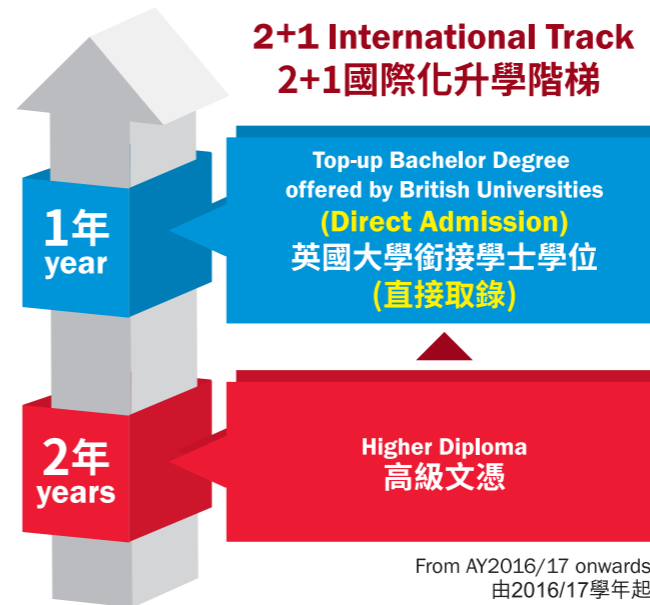 2+1 International Track
2+1國際化升學階梯
1年
year
Top-up Bachelor Degree
offered by British Universities
(Direct Admission)
英國大學銜接學士學位
(直接取錄)
2年
years
Higher Diploma
高級文憑
From AY2016/17 onwards
由2016/17學年起